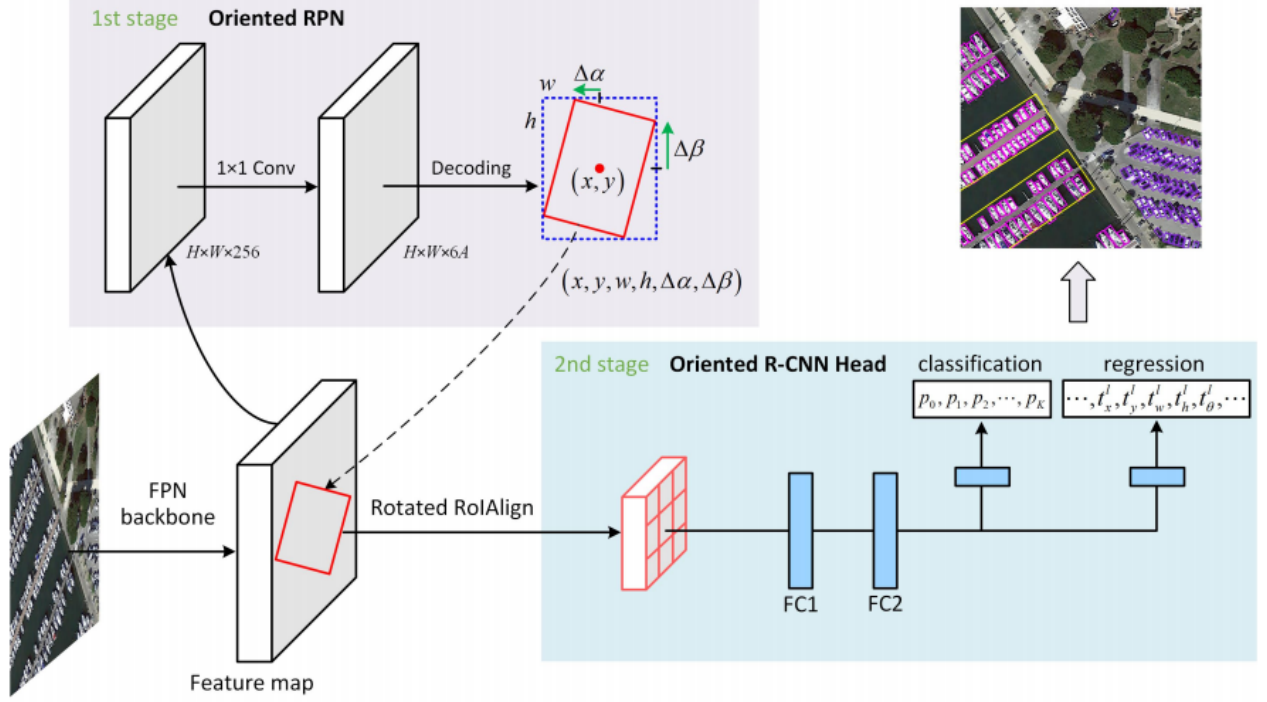 1st stage Oriented RPN
w Δα
h
Δβ
1×1 Conv
Decoding
(x, y)
H×W×256
H×W×6A
(x, y, w, h, Δα, Δβ)
2nd stage Oriented R-CNN Head
classification
regression
p₀, p₁, p₂, ⋯, p_K
⋯, t_x^l, t_y^l, t_w^l, t_h^l, t_θ^l, ⋯
FPN
backbone
Rotated RoIAlign
FC1
FC2
Feature map